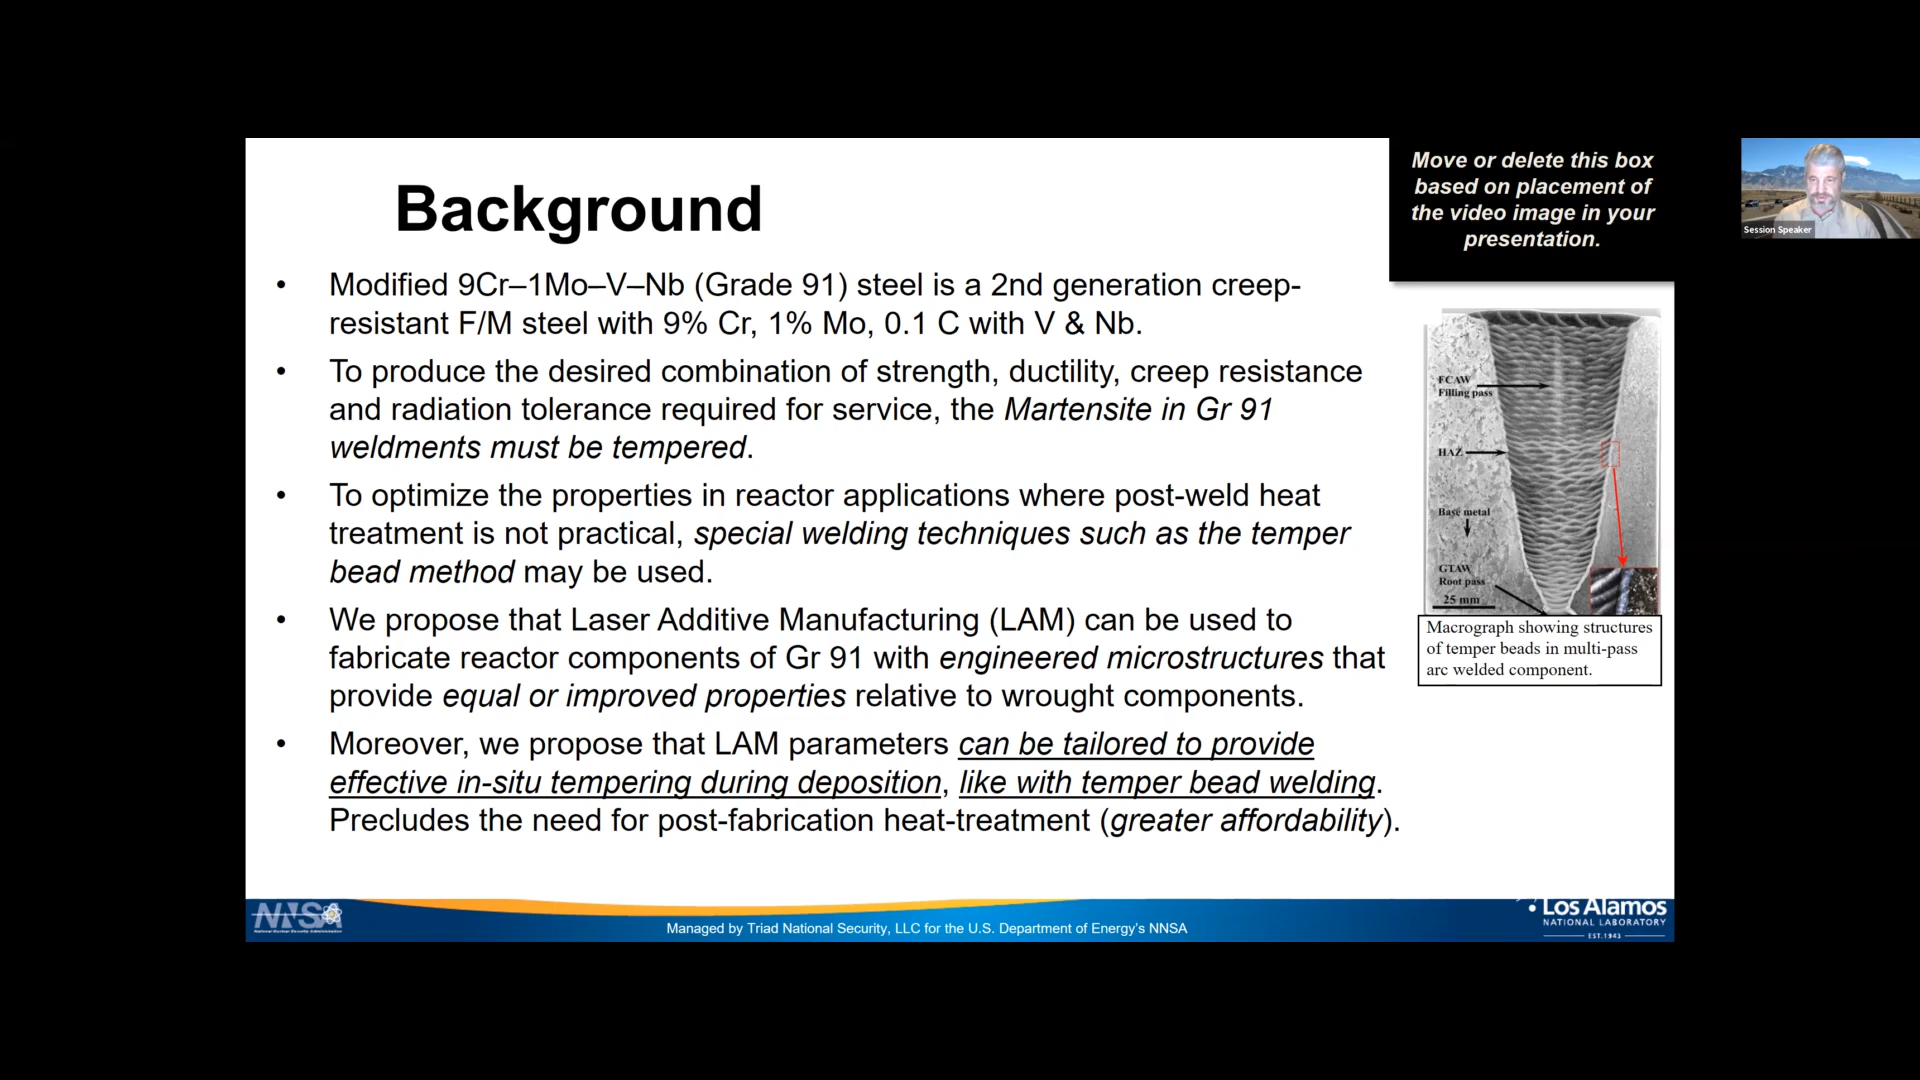 Background
• Modified 9Cr–1Mo–V–Nb (Grade 91) steel is a 2nd generation creep-
resistant F/M steel with 9% Cr, 1% Mo, 0.1 C with V & Nb.
• To produce the desired combination of strength, ductility, creep resistance
and radiation tolerance required for service, the Martensite in Gr 91
weldments must be tempered.
• To optimize the properties in reactor applications where post-weld heat
treatment is not practical, special welding techniques such as the temper
bead method may be used.
• We propose that Laser Additive Manufacturing (LAM) can be used to
fabricate reactor components of Gr 91 with engineered microstructures that
provide equal or improved properties relative to wrought components.
• Moreover, we propose that LAM parameters can be tailored to provide
effective in-situ tempering during deposition, like with temper bead welding.
Precludes the need for post-fabrication heat-treatment (greater affordability).
Move or delete this box
based on placement of
the video image in your
presentation.
Session Speaker
FCAW
Filling pass
HAZ
Base metal
GTAW
Root pass
25 mm
Macrograph showing structures
of temper beads in multi-pass
arc welded component.
NNSA
National Nuclear Security Administration
Managed by Triad National Security, LLC for the U.S. Department of Energy’s NNSA
• Los Alamos
NATIONAL LABORATORY
EST.1943